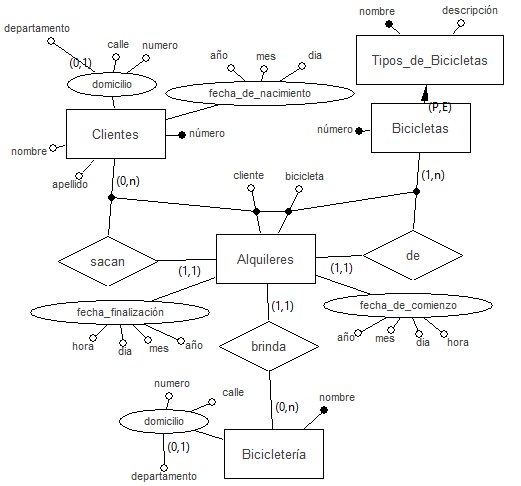 nombre
descripción
departamento
calle
numero
(0,1)
domicilio
año
mes
dia
Tipos_de_Bicicletas
fecha_de_nacimiento
(P,E)
Clientes
número
número
Bicicletas
nombre
apellido
(0,n)
cliente
bicicleta
(1,n)
sacan
(1,1)
Alquileres
(1,1)
de
fecha_finalización
(1,1)
fecha_de_comienzo
hora
dia
mes
año
brinda
año
mes
dia
hora
numero
calle
nombre
(0,n)
domicilio
(0,1)
Bicicletería
departamento